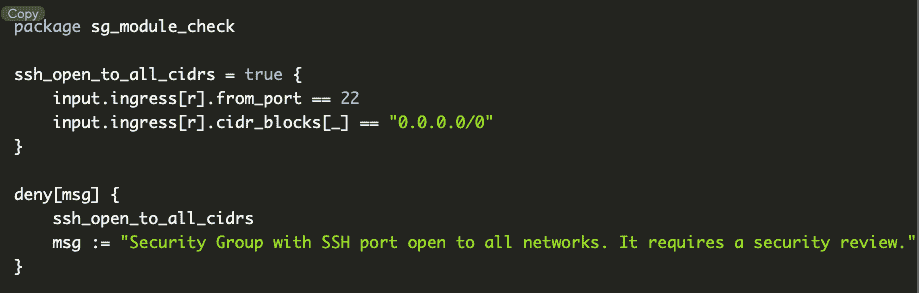 Copy
package sg_module_check
ssh_open_to_all_cidrs = true {
    input.ingress[r].from_port == 22
    input.ingress[r].cidr_blocks[_] == "0.0.0.0/0"
}
deny[msg] {
    ssh_open_to_all_cidrs
    msg := "Security Group with SSH port open to all networks. It requires a security review."
}